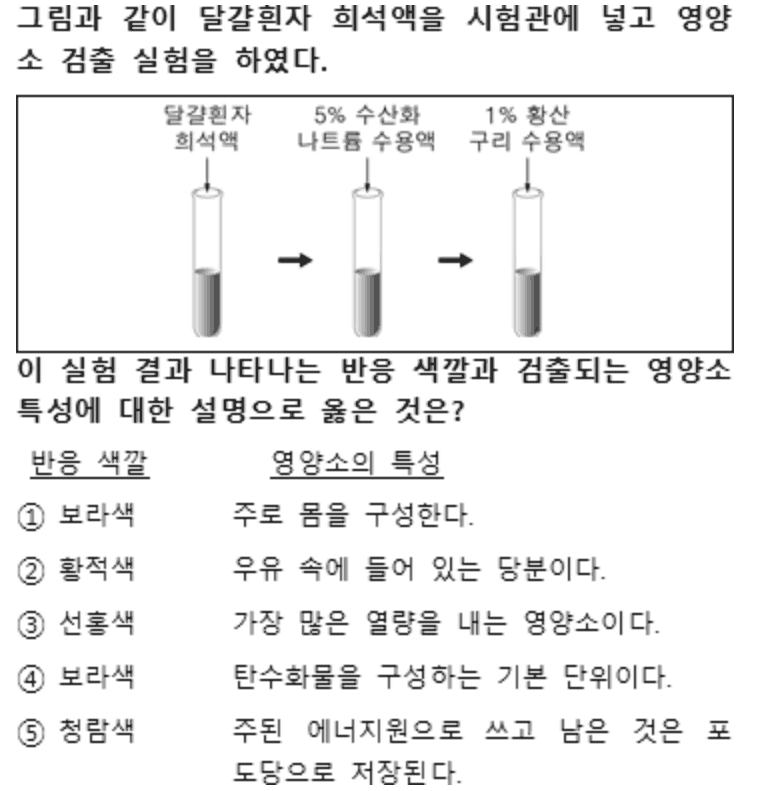 그림과 같이 달걀흰자 희석액을 시험관에 넣고 영양
소 검출 실험을 하였다.
달걀흰자 5% 수산화 1% 황산
희석액 나트륨 수용액 구리 수용액
이 실험 결과 나타나는 반응 색깔과 검출되는 영양소
특성에 대한 설명으로 옳은 것은?
반응 색깔 영양소의 특성
① 보라색 주로 몸을 구성한다.
② 황적색 우유 속에 들어 있는 당분이다.
③ 선홍색 가장 많은 열량을 내는 영양소이다.
④ 보라색 탄수화물을 구성하는 기본 단위이다.
⑤ 청람색 주된 에너지원으로 쓰고 남은 것은 포
도당으로 저장된다.